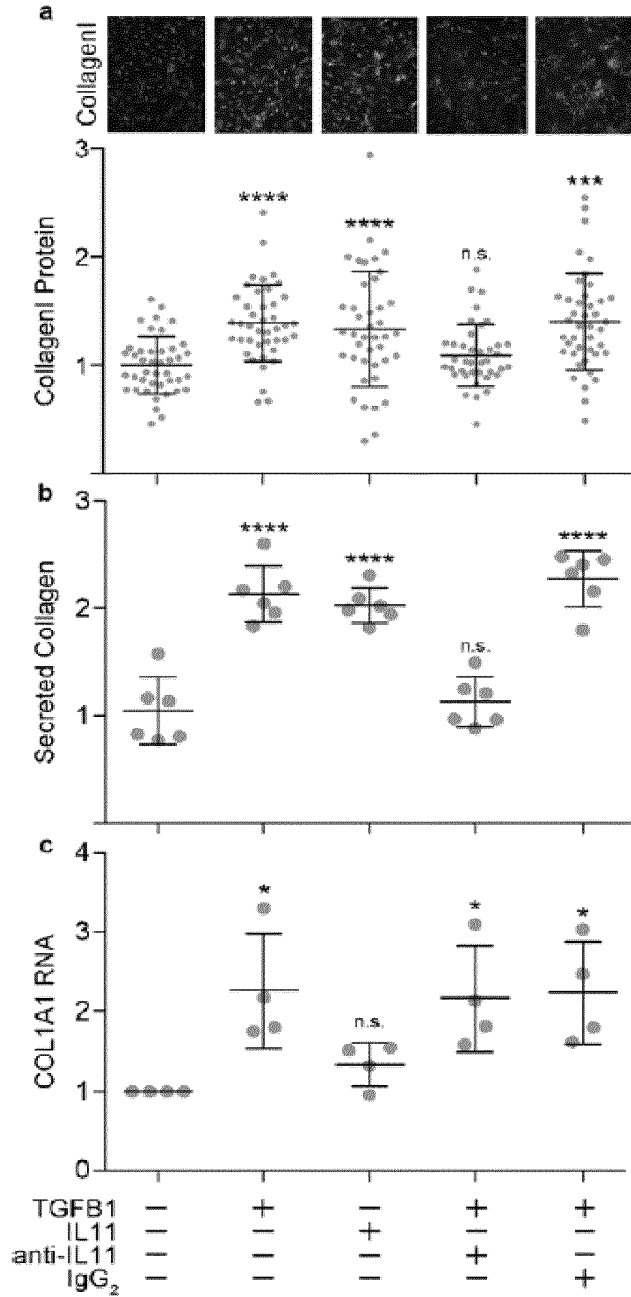 a
CollagenI
3
2
1
CollagenI Protein
****
****
n.s.
***
b
3
2
1
Secreted Collagen
****
****
n.s.
****
c
4
3
2
1
0
COL1A1 RNA
*
n.s.
*
*
TGFB1 − + − + +
IL11 − − + − −
anti-IL11 − − − + −
IgG₂ − − − − +